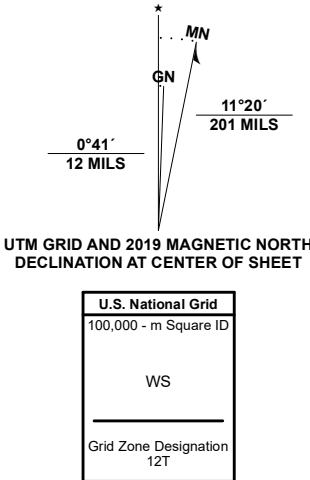 ★
MN
GN
11°20´
201 MILS
0°41´
12 MILS
UTM GRID AND 2019 MAGNETIC NORTH
DECLINATION AT CENTER OF SHEET
U.S. National Grid
100,000 - m Square ID
WS
Grid Zone Designation
12T